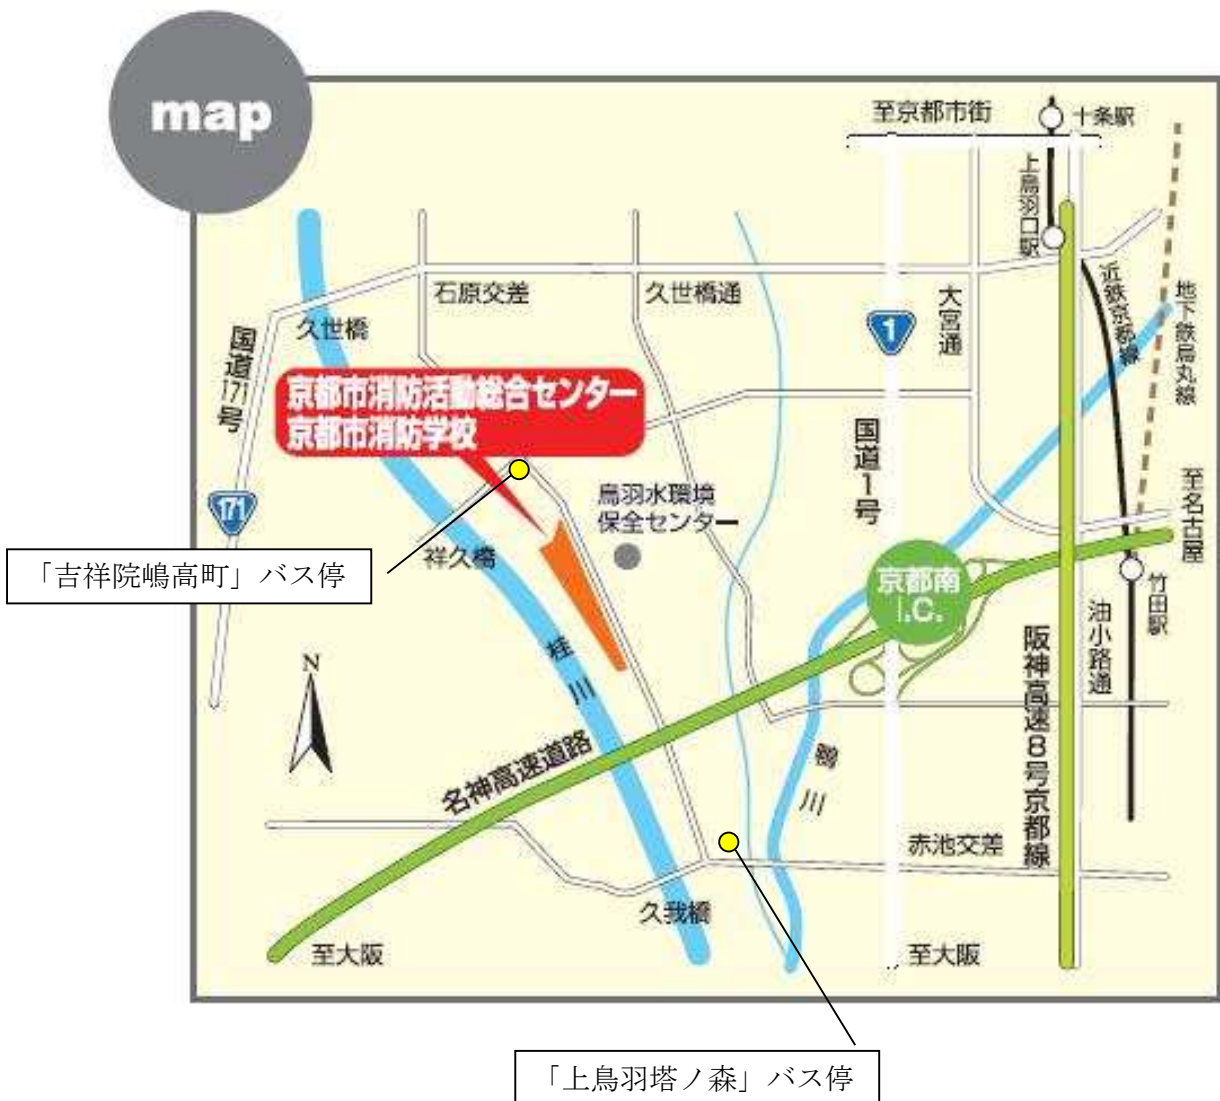 map
至京都市街
十条駅
上鳥羽口駅
石原交差
久世橋通
久世橋
国道171号
大宮通
1
近鉄京都線
地下鉄烏丸線
京都市消防活動総合センター
京都市消防学校
国道1号
至名古屋
171
鳥羽水環境
保全センター
祥久橋
「吉祥院嶋高町」バス停
京都南
I.C.
竹田駅
油小路通
阪神高速8号京都線
桂川
N
名神高速道路
鴨川
赤池交差
久我橋
至大阪
至大阪
「上鳥羽塔ノ森」バス停